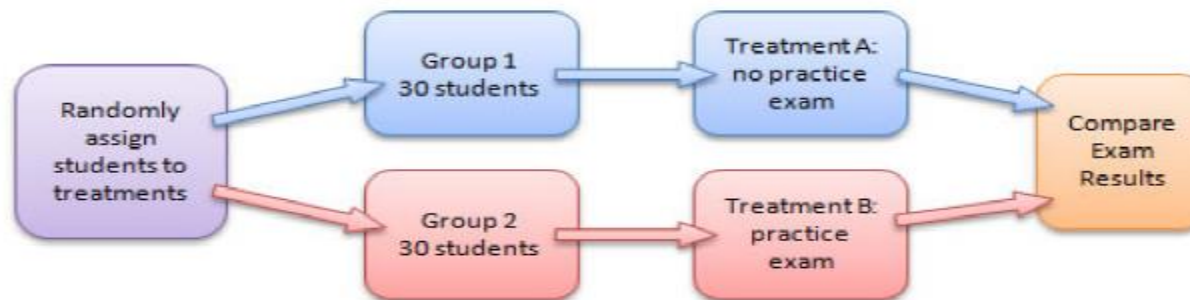 Randomly
assign
students to
treatments
Group 1
30 students
Treatment A:
no practice
exam
Group 2
30 students
Treatment B:
practice
exam
Compare
Exam
Results